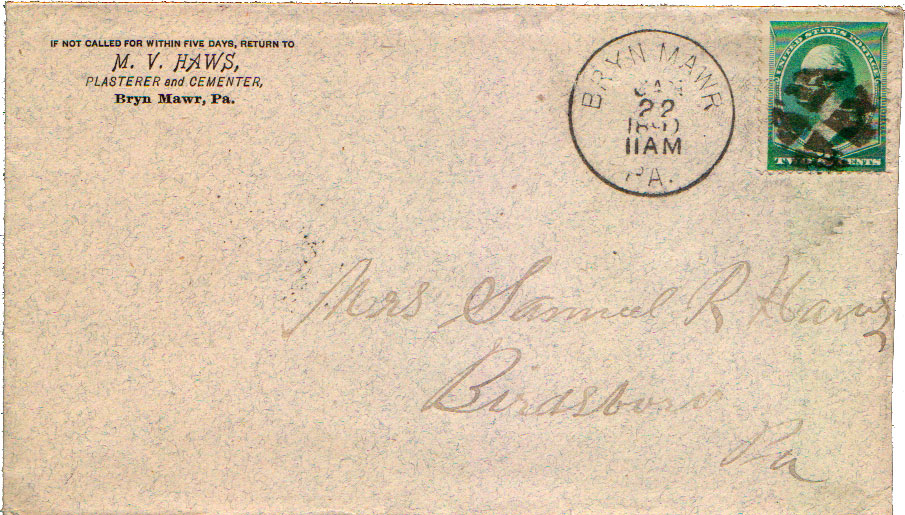 IF NOT CALLED FOR WITHIN FIVE DAYS, RETURN TO
M. V. HAWS,
PLASTERER and CEMENTER,
Bryn Mawr, Pa.
BRYN MAWR
22
11AM
PA.
UNITED STATES POSTAGE
TWO CENTS
Mrs Samuel R Haws
Birdsboro
Pa